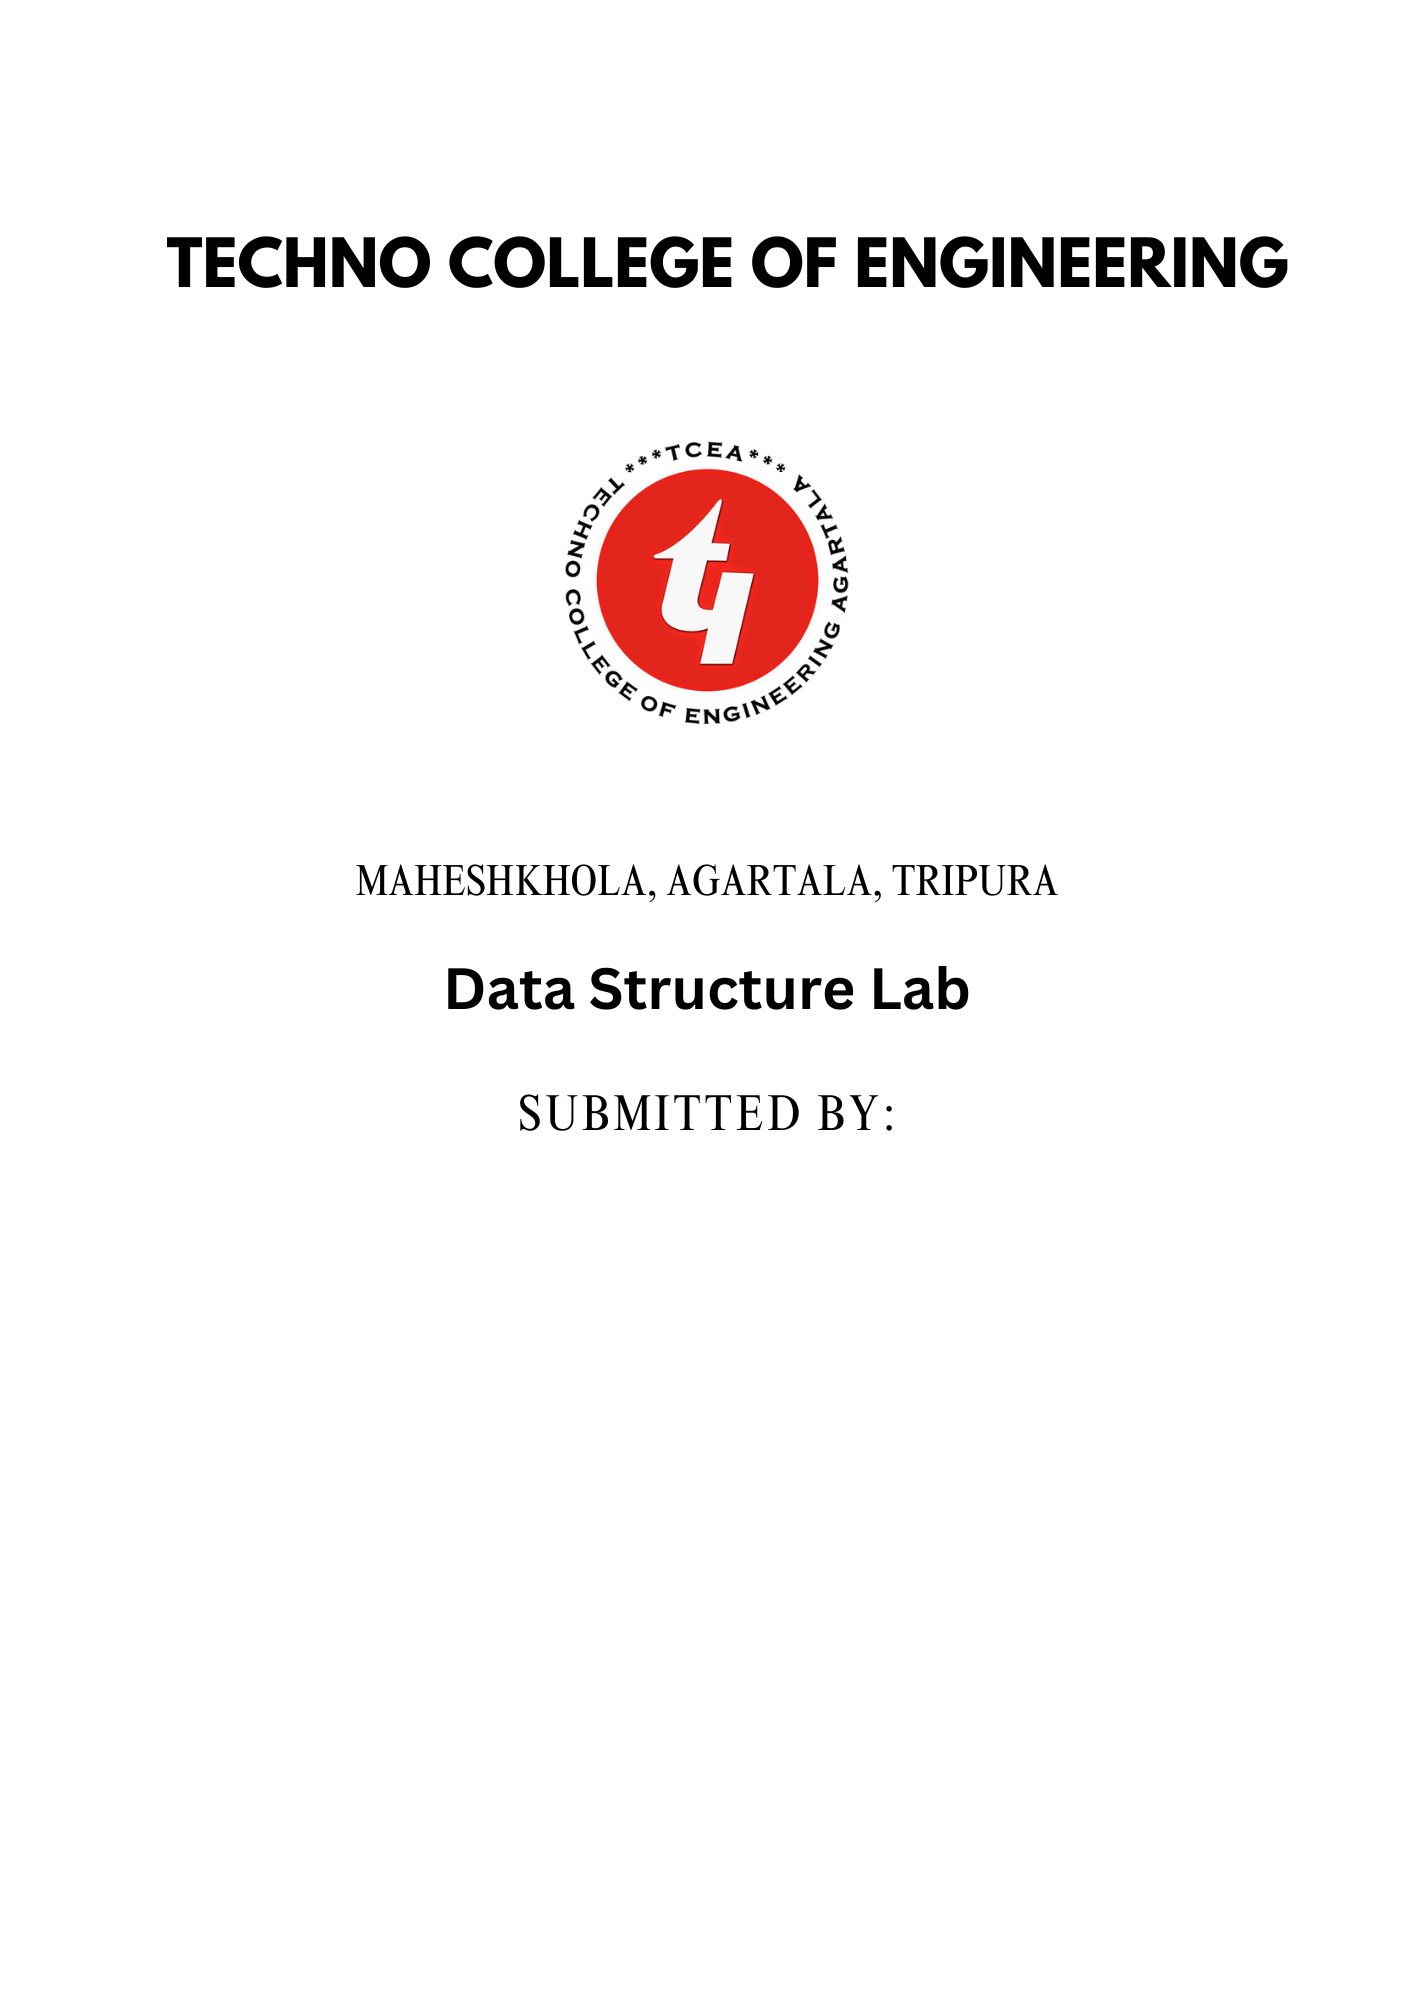 TECHNO COLLEGE OF ENGINEERING
***TCEA***
TECHNO COLLEGE OF ENGINEERING AGARTALA
MAHESHKHOLA, AGARTALA, TRIPURA
Data Structure Lab
SUBMITTED BY: